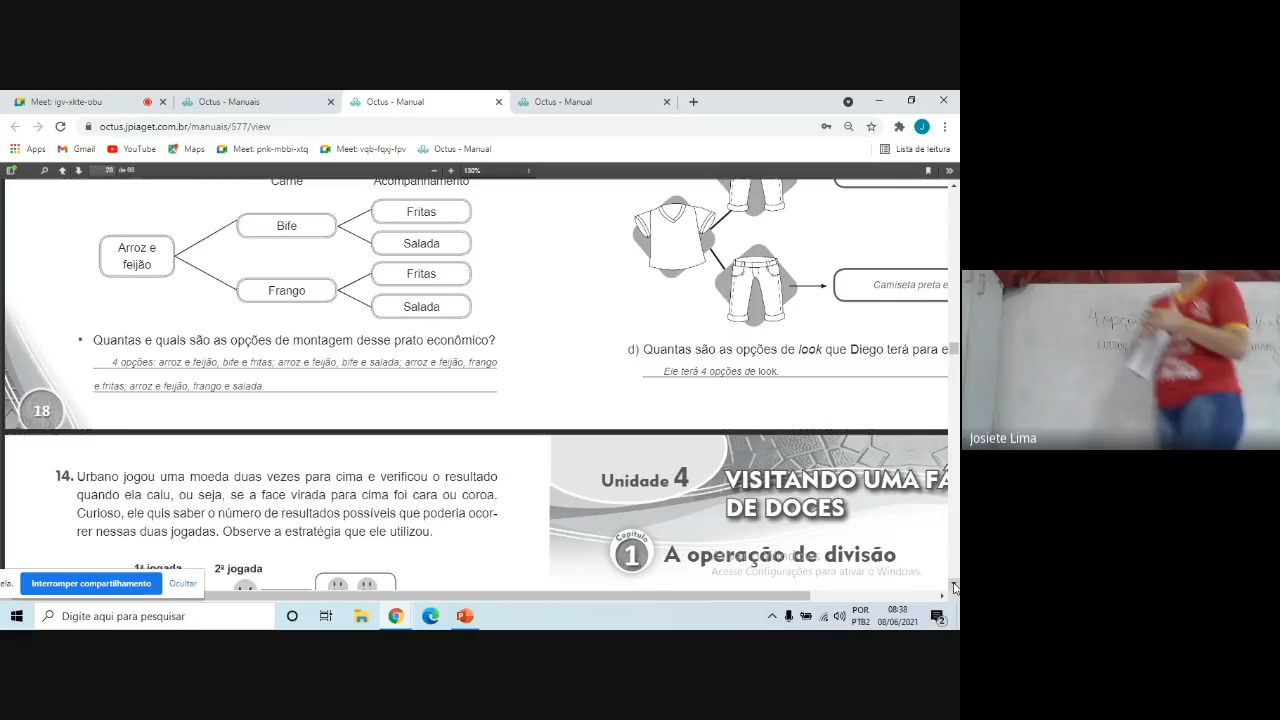 Meet: igv-xkte-obu
Octus - Manuais
Octus - Manual
Octus - Manual
octus.jpiaget.com.br/manuais/577/view
Apps
Gmail
YouTube
Maps
Meet: pnk-mbbi-xtq
Meet: vqb-fqxj-fpv
Octus - Manual
Lista de leitura
28 de 68
130%
Carne
Acompanhamento
Arroz e
feijão
Bife
Frango
Fritas
Salada
Fritas
Salada
• Quantas e quais são as opções de montagem desse prato econômico?
4 opções: arroz e feijão, bife e fritas; arroz e feijão, bife e salada; arroz e feijão, frango
e fritas; arroz e feijão, frango e salada.
18
Camiseta preta e
d) Quantas são as opções de look que Diego terá para e
Ele terá 4 opções de look.
14. Urbano jogou uma moeda duas vezes para cima e verificou o resultado
quando ela caiu, ou seja, se a face virada para cima foi cara ou coroa.
Curioso, ele quis saber o número de resultados possíveis que poderia ocor-
rer nessas duas jogadas. Observe a estratégia que ele utilizou.
1ª jogada
2ª jogada
Unidade 4
VISITANDO UMA FÁ
DE DOCES
Capítulo
1
A operação de divisão
Acesse Configurações para ativar o Windows.
ela.
Interromper compartilhamento
Ocultar
Digite aqui para pesquisar
POR
PTB2
08:38
08/06/2021
2
4 opç
Josiete Lima